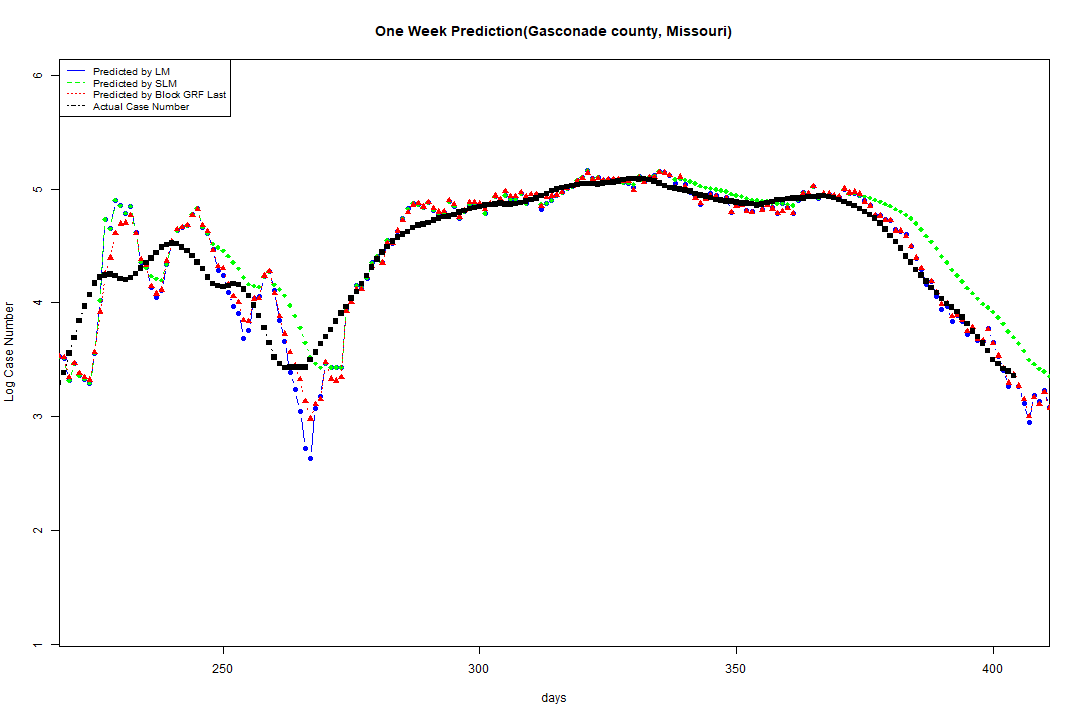 One Week Prediction(Gasconade county, Missouri)
Predicted by LM
Predicted by SLM
Predicted by Block GRF Last
Actual Case Number
6
5
4
3
2
1
Log Case Number
250
300
350
400
days